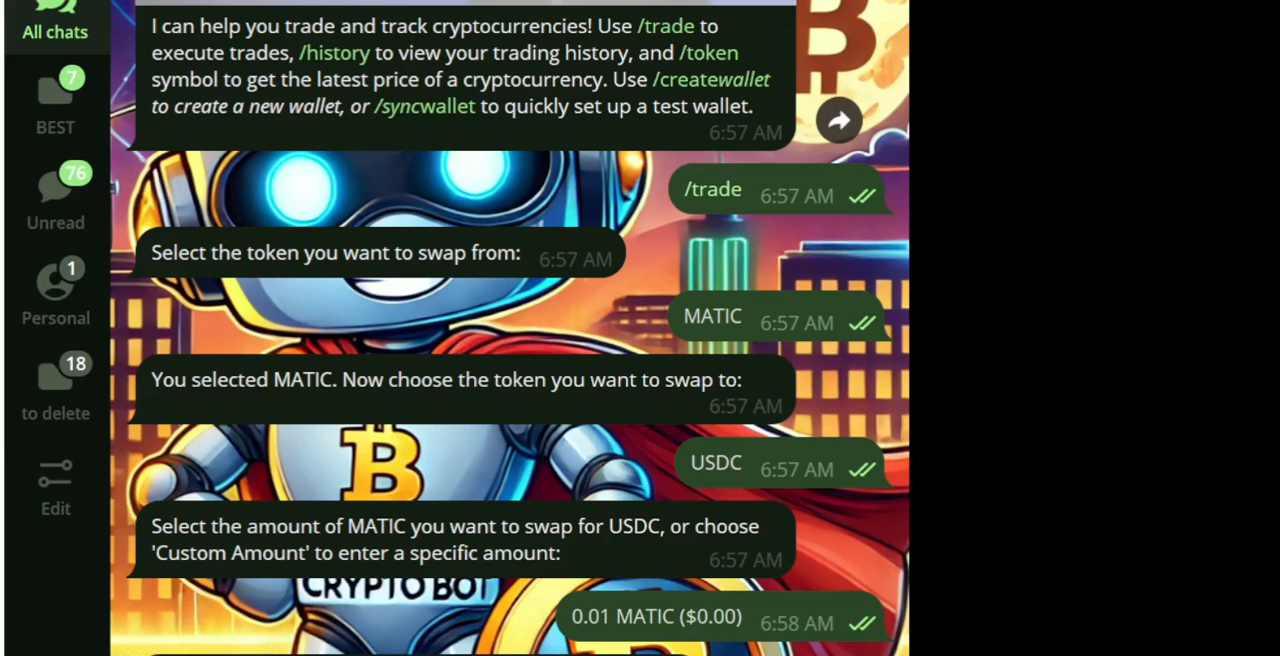 All chats
7
BEST
76
Unread
1
Personal
18
to delete
Edit
I can help you trade and track cryptocurrencies! Use /trade to
execute trades, /history to view your trading history, and /token
symbol to get the latest price of a cryptocurrency. Use /createwallet
to create a new wallet, or /syncwallet to quickly set up a test wallet.
6:57 AM
/trade 6:57 AM
Select the token you want to swap from: 6:57 AM
MATIC 6:57 AM
You selected MATIC. Now choose the token you want to swap to:
6:57 AM
USDC 6:57 AM
Select the amount of MATIC you want to swap for USDC, or choose
'Custom Amount' to enter a specific amount: 6:57 AM
CRYPTO BOT
0.01 MATIC ($0.00) 6:58 AM